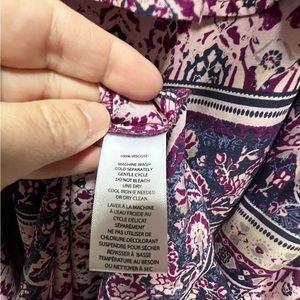 100% VISCOSE
MACHINE WASH
COLD SEPARATELY
GENTLE CYCLE
DO NOT BLEACH
LINE DRY
COOL IRON IF NEEDED
OR DRY CLEAN
LAVER À LA MACHINE
À L'EAU FROIDE AU
CYCLE DÉLICAT
SÉPARÉMENT
NE PAS UTILISER DE
CHLORURE DÉCOLORANT
SUSPENDRE POUR SÉCHER
REPASSER À BASSE
TEMPÉRATURE AU BESOIN
OU NETTOYER À SEC